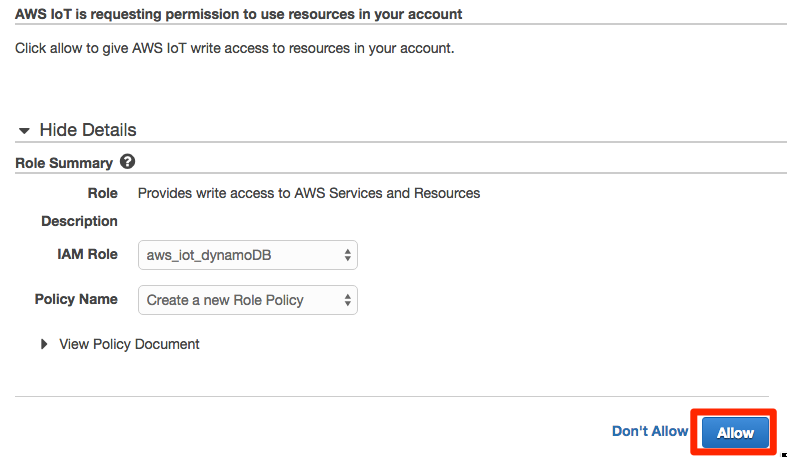 AWS IoT is requesting permission to use resources in your account
Click allow to give AWS IoT write access to resources in your account.
Hide Details
Role Summary ?
Role Provides write access to AWS Services and Resources
Description
IAM Role aws_iot_dynamoDB
Policy Name Create a new Role Policy
View Policy Document
Don't Allow Allow